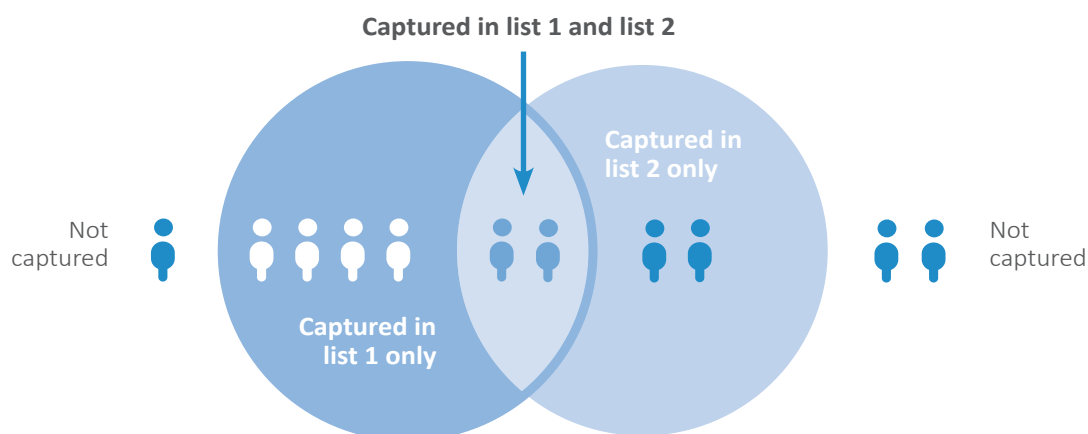 Captured in list 1 and list 2
Captured in
list 2 only
Not
captured
Not
captured
Captured in
list 1 only